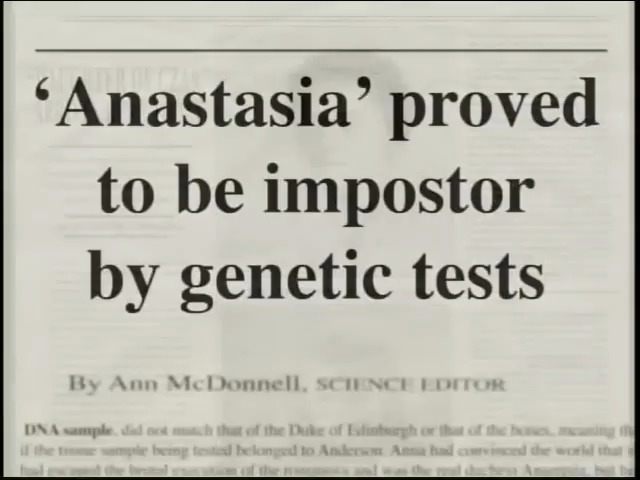 ‘Anastasia’ proved
to be impostor
by genetic tests
By Ann McDonnell, SCIENCE EDITOR
DNA sample, did not match that of the Duke of Edinburgh or that of the bones, meaning th
if the tissue sample being tested belonged to Anderson. Anna had convinced the world that
had escaped the brutal execution of the romanovs and was the real duchess Anastasia, but